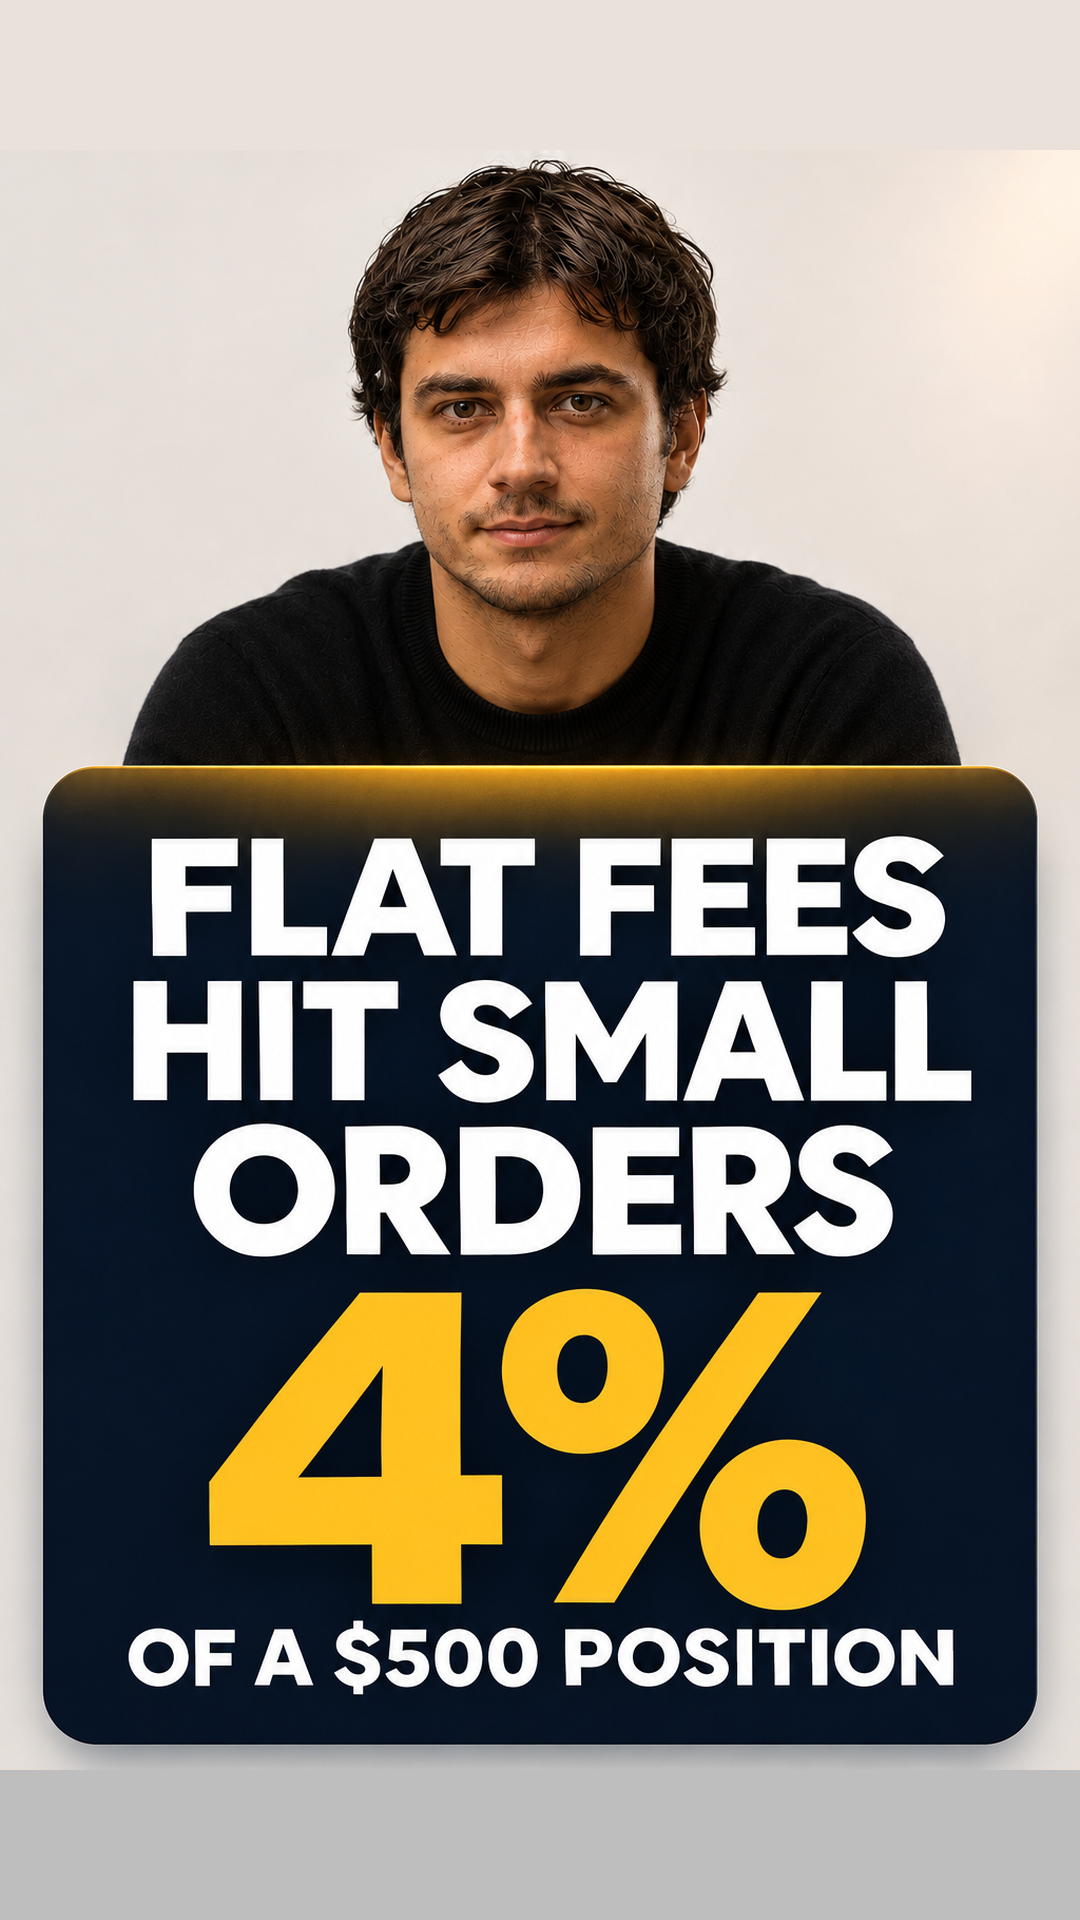 FLAT FEES
HIT SMALL
ORDERS
4%
OF A $500 POSITION